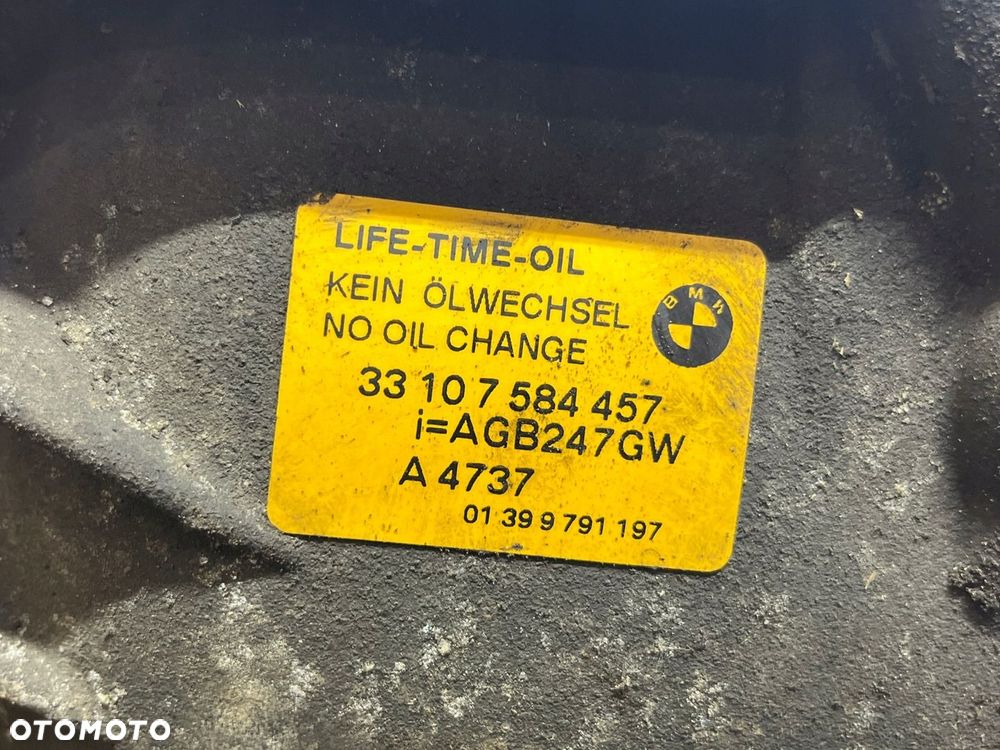 LIFE-TIME-OIL
KEIN ÖLWECHSEL
NO OIL CHANGE
BMW
33 10 7 584 457
i=AGB247GW
A 4737
01 39 9 791 197
OTOMOTO